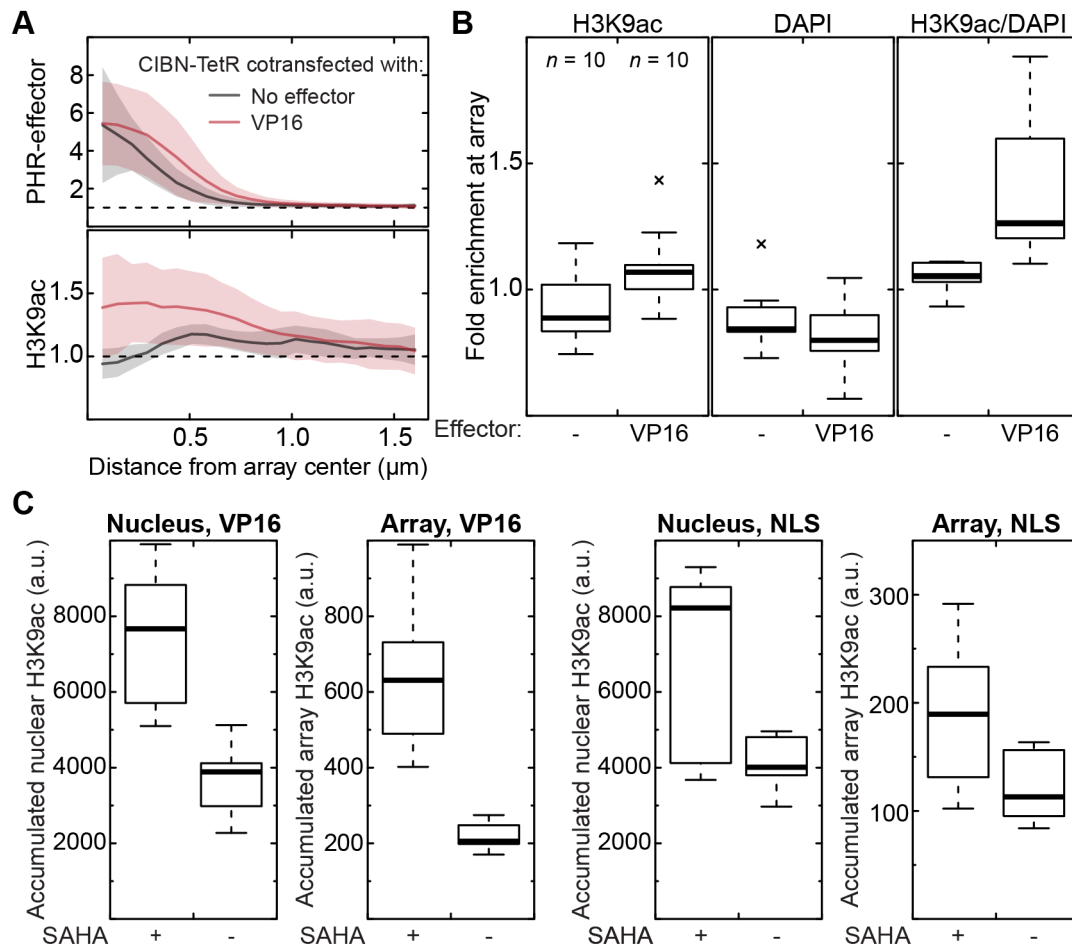 A
CIBN-TetR cotransfected with:
No effector
VP16
PHR-effector
8
6
4
2
H3K9ac
1.5
1.0
0.5 1.0 1.5
Distance from array center (µm)
B
H3K9ac DAPI H3K9ac/DAPI
n = 10 n = 10
Fold enrichment at array
1.5
1.0
Effector: - VP16 - VP16 - VP16
C
Nucleus, VP16
Accumulated nuclear H3K9ac (a.u.)
8000
6000
4000
2000
SAHA + -
Array, VP16
Accumulated array H3K9ac (a.u.)
800
600
400
200
+ -
Nucleus, NLS
Accumulated nuclear H3K9ac (a.u.)
8000
6000
4000
2000
SAHA + -
Array, NLS
Accumulated array H3K9ac (a.u.)
300
200
100
+ -